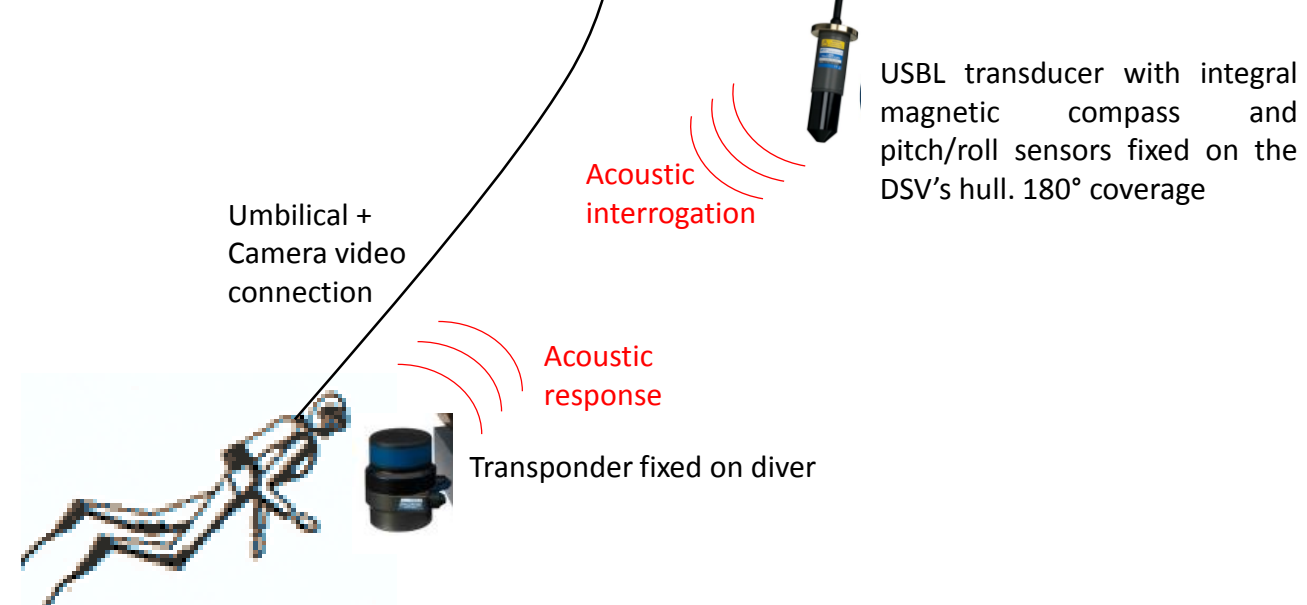 USBL transducer with integral
magnetic compass and
pitch/roll sensors fixed on the
DSV's hull. 180° coverage
Acoustic
interrogation
Umbilical +
Camera video
connection
Acoustic
response
Transponder fixed on diver